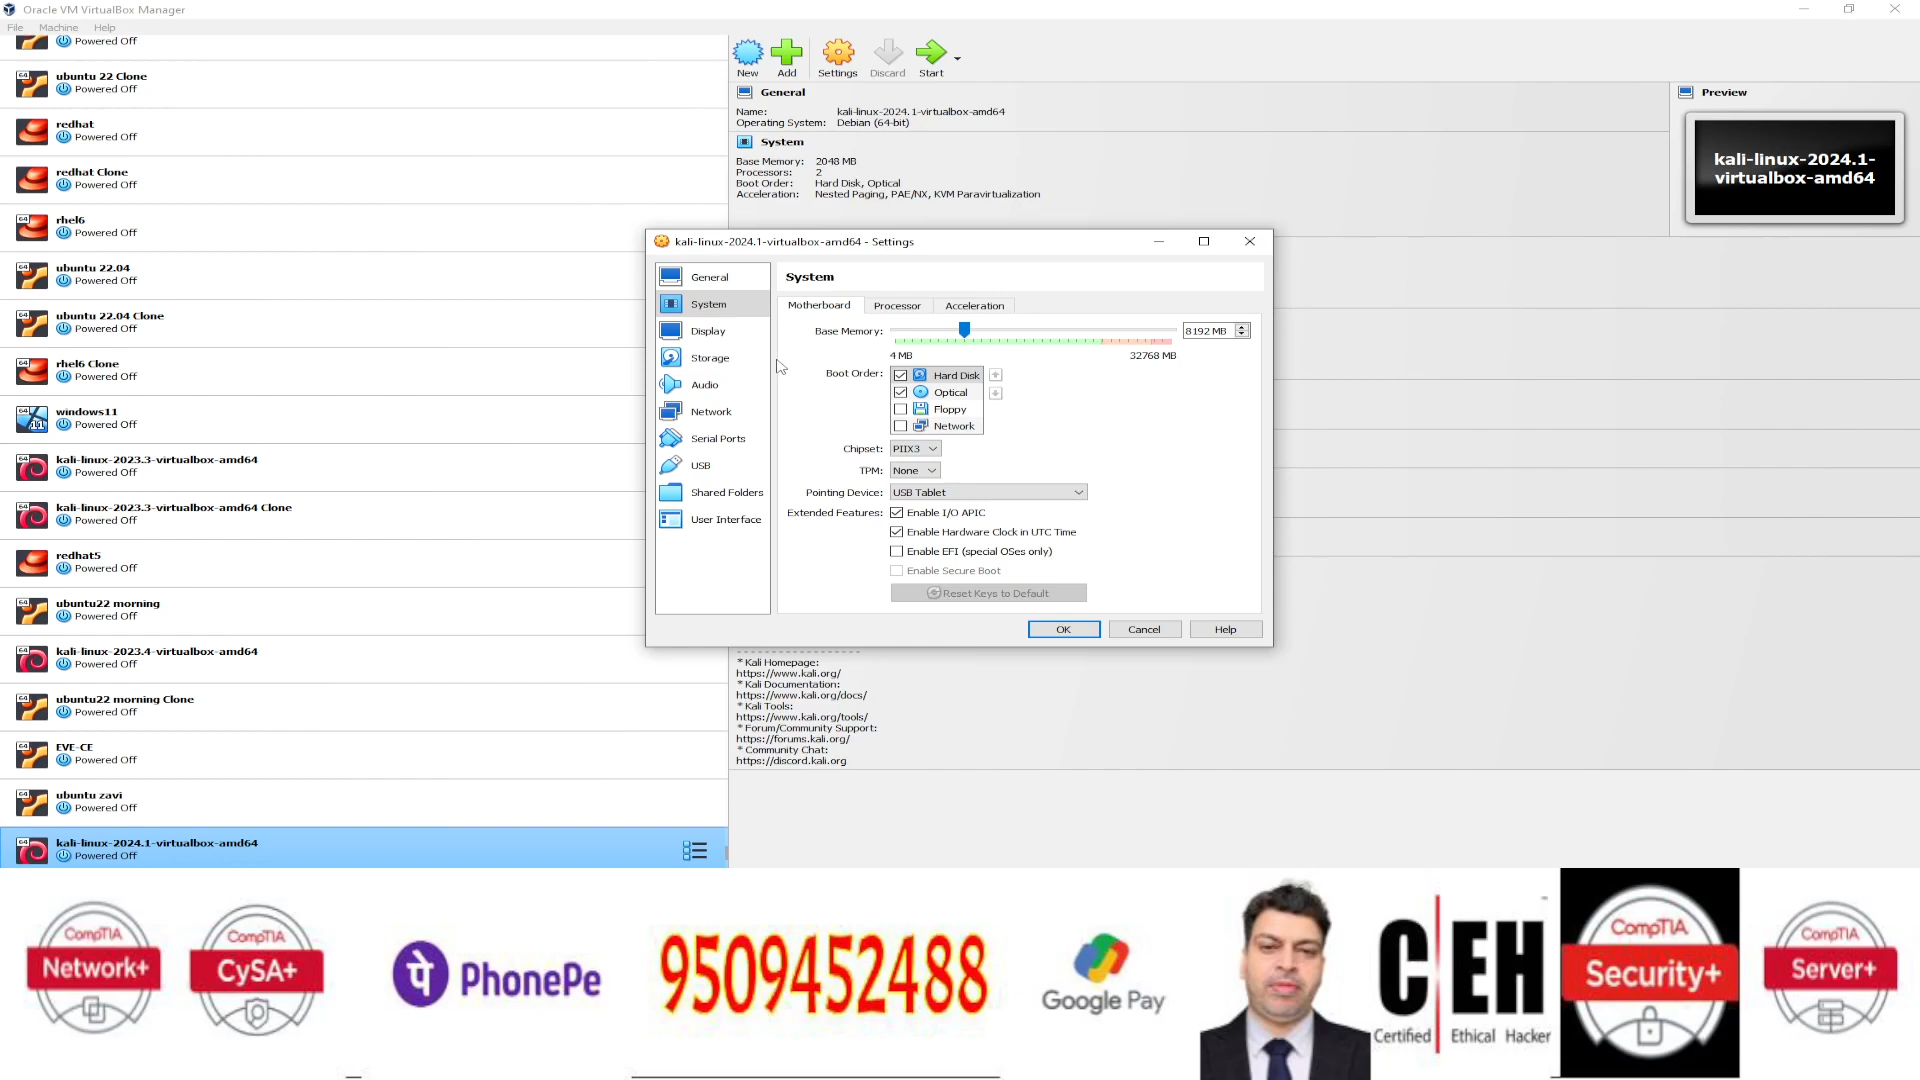 Oracle VM VirtualBox Manager
File Machine Help
Powered Off
ubuntu 22 Clone
Powered Off
redhat
Powered Off
redhat Clone
Powered Off
rhel6
Powered Off
ubuntu 22.04
Powered Off
ubuntu 22.04 Clone
Powered Off
rhel6 Clone
Powered Off
windows11
Powered Off
kali-linux-2023.3-virtualbox-amd64
Powered Off
kali-linux-2023.3-virtualbox-amd64 Clone
Powered Off
redhat5
Powered Off
ubuntu22 morning
Powered Off
kali-linux-2023.4-virtualbox-amd64
Powered Off
ubuntu22 morning Clone
Powered Off
EVE-CE
Powered Off
ubuntu zavi
Powered Off
kali-linux-2024.1-virtualbox-amd64
Powered Off
New Add Settings Discard Start
General
Name: kali-linux-2024.1-virtualbox-amd64
Operating System: Debian (64-bit)
System
Base Memory: 2048 MB
Processors: 2
Boot Order: Hard Disk, Optical
Acceleration: Nested Paging, PAE/NX, KVM Paravirtualization
Preview
kali-linux-2024.1-
virtualbox-amd64
kali-linux-2024.1-virtualbox-amd64 - Settings
General
System
Display
Storage
Audio
Network
Serial Ports
USB
Shared Folders
User Interface
System
Motherboard Processor Acceleration
Base Memory: 8192 MB
4 MB 32768 MB
Boot Order: Hard Disk
Optical
Floppy
Network
Chipset: PIIX3
TPM: None
Pointing Device: USB Tablet
Extended Features: Enable I/O APIC
Enable Hardware Clock in UTC Time
Enable EFI (special OSes only)
Enable Secure Boot
Reset Keys to Default
OK Cancel Help
* Kali Homepage:
https://www.kali.org/
* Kali Documentation:
https://www.kali.org/docs/
* Kali Tools:
https://www.kali.org/tools/
* Forum/Community Support:
https://forums.kali.org/
* Community Chat:
https://discord.kali.org
CompTIA
Network+
CompTIA
CySA+
पे PhonePe
9509452488
Google Pay
CEH
Certified Ethical Hacker
CompTIA
Security+
CompTIA
Server+